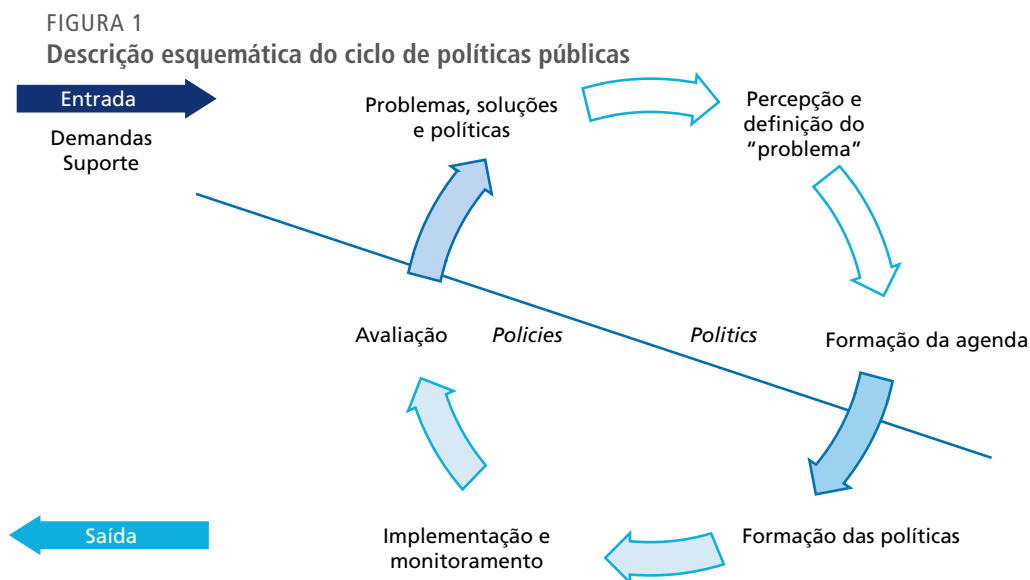 FIGURA 1
Descrição esquemática do ciclo de políticas públicas
Entrada
Demandas
Suporte
Problemas, soluções
e políticas
Percepção e
definição do
“problema”
Avaliação
Policies
Politics
Formação da agenda
Saída
Implementação e
monitoramento
Formação das políticas